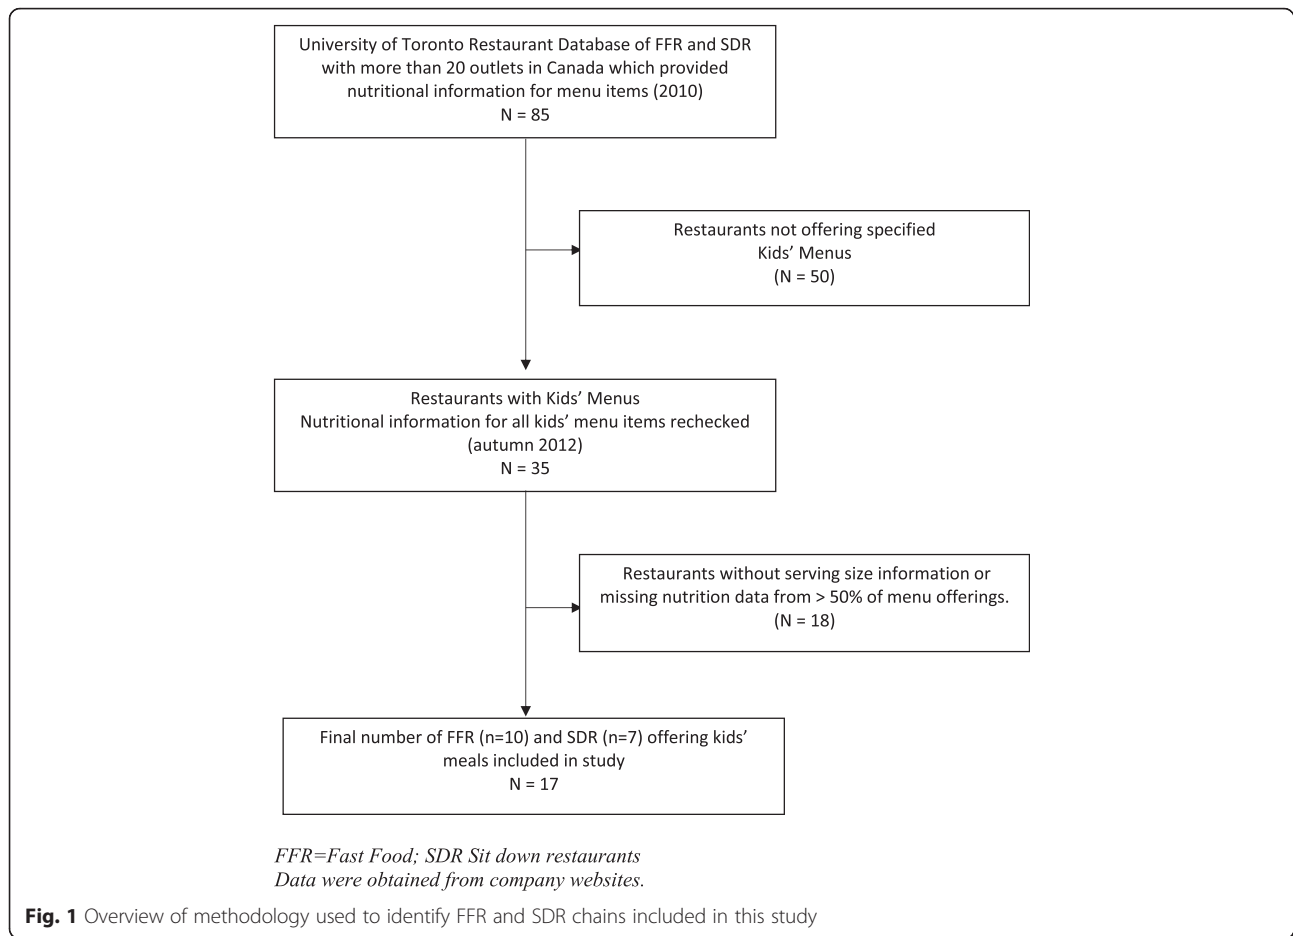 University of Toronto Restaurant Database of FFR and SDR
with more than 20 outlets in Canada which provided
nutritional information for menu items (2010)
N = 85
Restaurants not offering specified
Kids’ Menus
(N = 50)
Restaurants with Kids’ Menus
Nutritional information for all kids’ menu items rechecked
(autumn 2012)
N = 35
Restaurants without serving size information or
missing nutrition data from > 50% of menu offerings.
(N = 18)
Final number of FFR (n=10) and SDR (n=7) offering kids’
meals included in study
N = 17
FFR=Fast Food; SDR Sit down restaurants
Data were obtained from company websites.
Fig. 1 Overview of methodology used to identify FFR and SDR chains included in this study